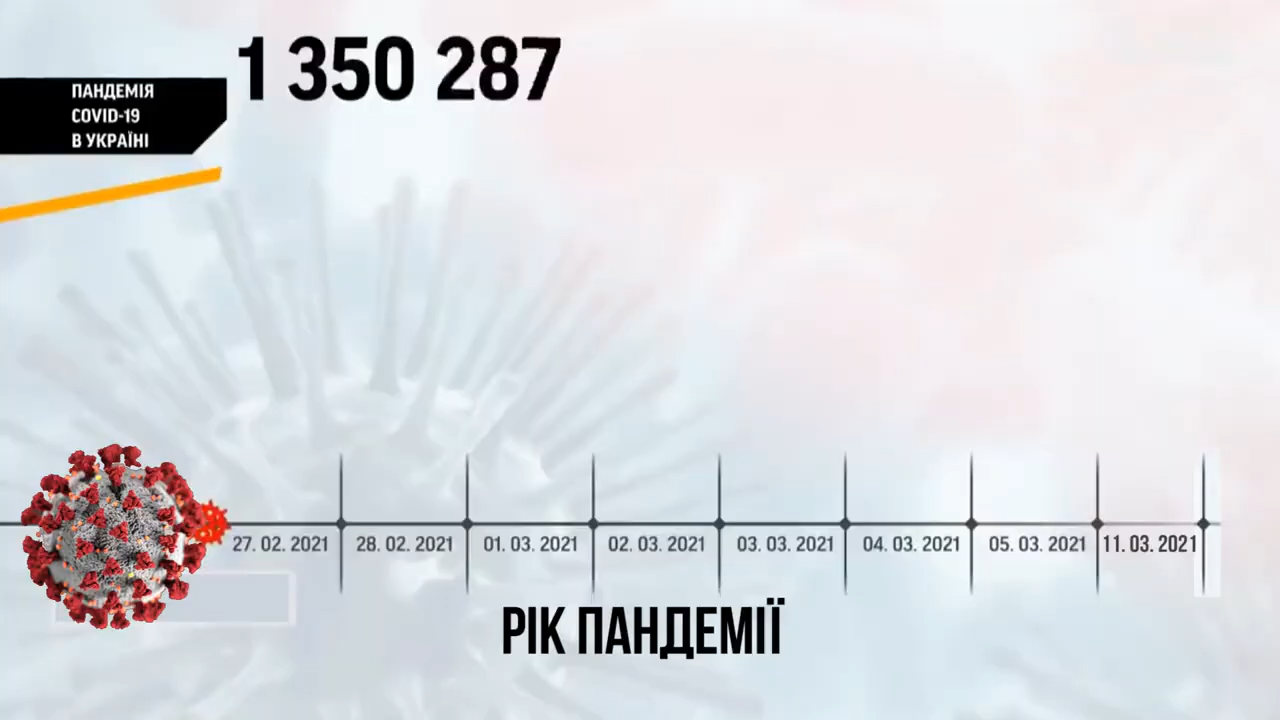 1 350 287
ПАНДЕМІЯ
COVID-19
В УКРАЇНІ
27. 02. 2021
28. 02. 2021
01. 03. 2021
02. 03. 2021
03. 03. 2021
04. 03. 2021
05. 03. 2021
11. 03. 2021
РІК ПАНДЕМІЇ